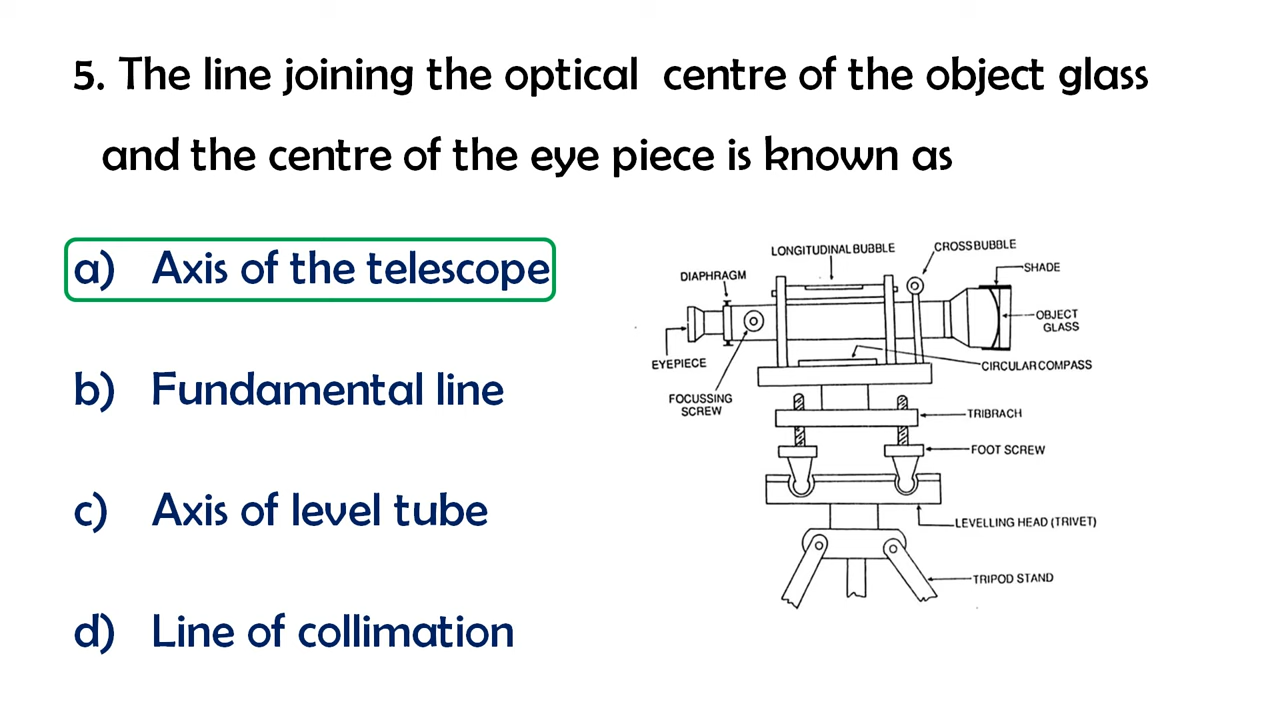 5. The line joining the optical centre of the object glass
and the centre of the eye piece is known as
a) Axis of the telescope
b) Fundamental line
c) Axis of level tube
d) Line of collimation
LONGITUDINAL BUBBLE
CROSS BUBBLE
DIAPHRAGM
SHADE
OBJECT
GLASS
EYEPIECE
CIRCULAR COMPASS
FOCUSSING
SCREW
TRIBRACH
FOOT SCREW
LEVELLING HEAD (TRIVET)
TRIPOD STAND